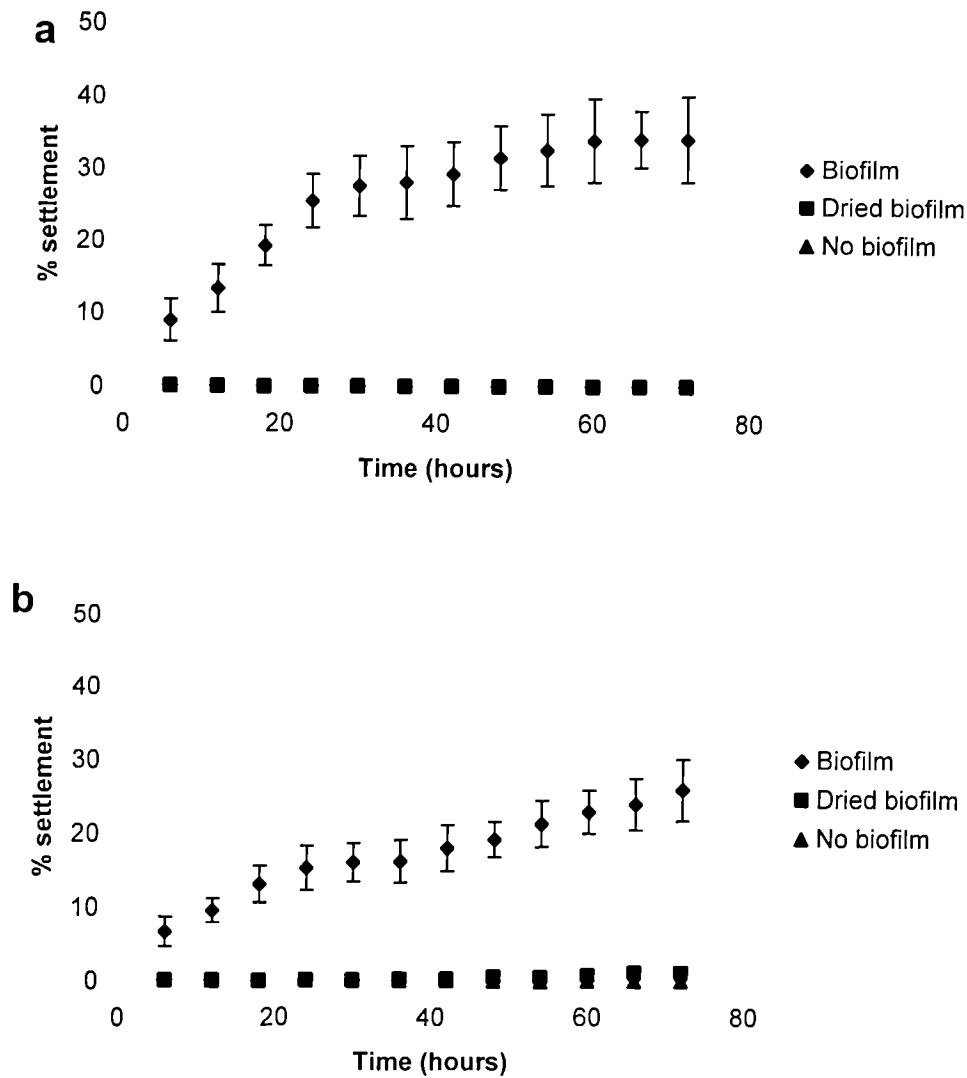 a
50
40
30
20
10
0
% settlement
0 20 40 60 80
Time (hours)
Biofilm
Dried biofilm
No biofilm
b
50
40
30
20
10
0
% settlement
0 20 40 60 80
Time (hours)
Biofilm
Dried biofilm
No biofilm